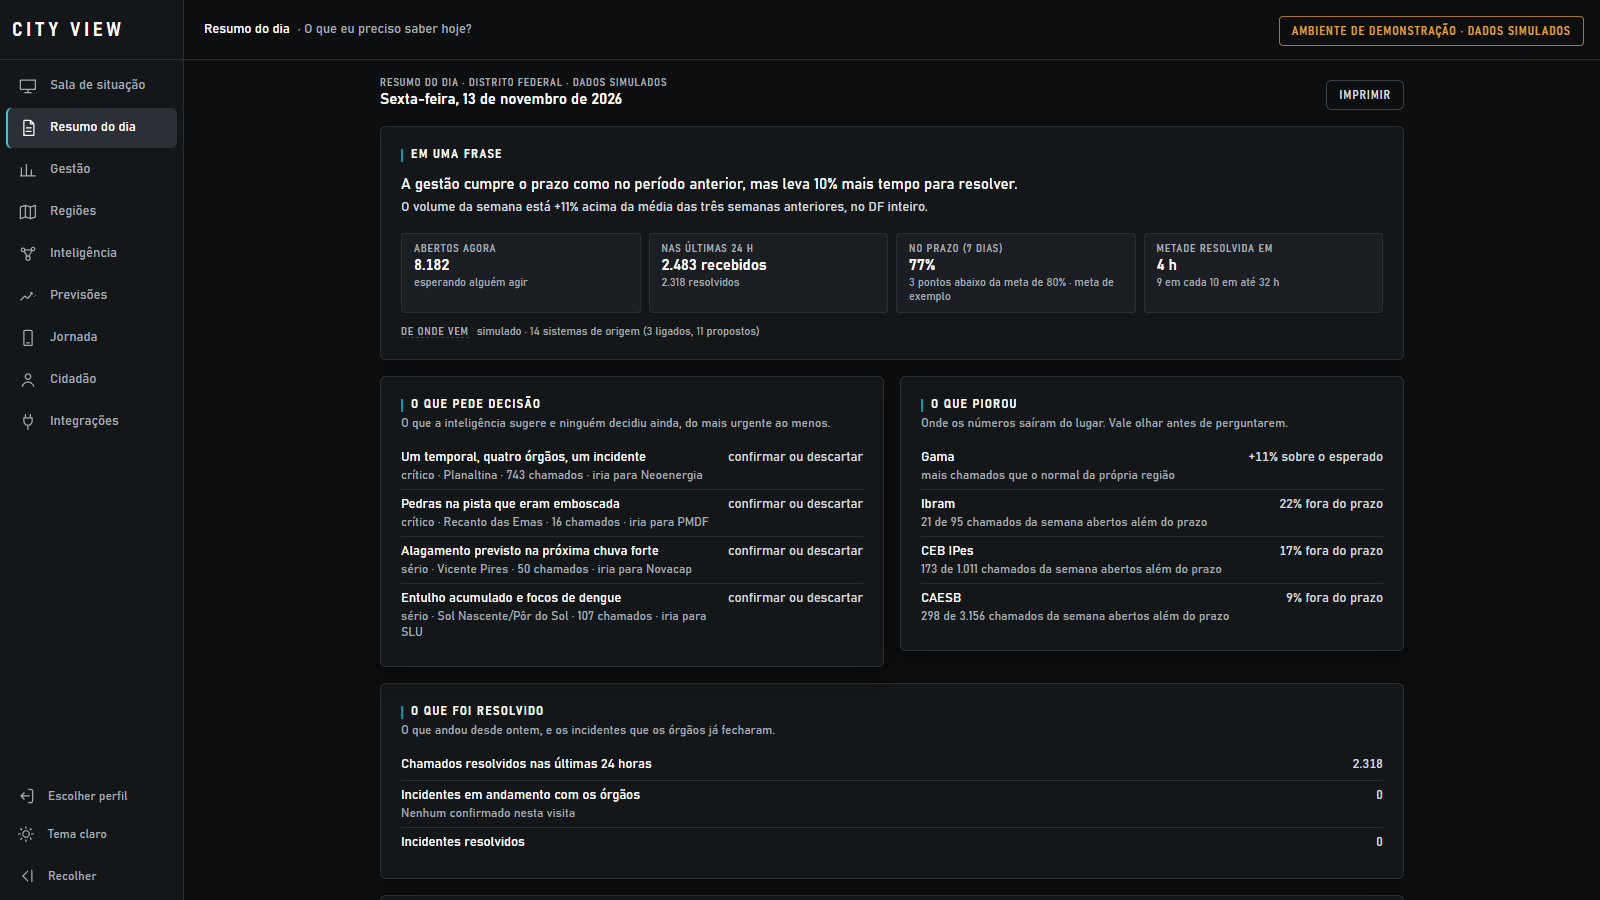 CITY VIEW
Resumo do dia · O que eu preciso saber hoje?
AMBIENTE DE DEMONSTRAÇÃO · DADOS SIMULADOS
Sala de situação
Resumo do dia
Gestão
Regiões
Inteligência
Previsões
Jornada
Cidadão
Integrações
Escolher perfil
Tema claro
Recolher
RESUMO DO DIA · DISTRITO FEDERAL · DADOS SIMULADOS
Sexta-feira, 13 de novembro de 2026
IMPRIMIR
EM UMA FRASE
A gestão cumpre o prazo como no período anterior, mas leva 10% mais tempo para resolver.
O volume da semana está +11% acima da média das três semanas anteriores, no DF inteiro.
ABERTOS AGORA
8.182
esperando alguém agir
NAS ÚLTIMAS 24 H
2.483 recebidos
2.318 resolvidos
NO PRAZO (7 DIAS)
77%
3 pontos abaixo da meta de 80% · meta de
exemplo
METADE RESOLVIDA EM
4 h
9 em cada 10 em até 32 h
DE ONDE VEM simulado · 14 sistemas de origem (3 ligados, 11 propostos)
O QUE PEDE DECISÃO
O que a inteligência sugere e ninguém decidiu ainda, do mais urgente ao menos.
Um temporal, quatro órgãos, um incidente confirmar ou descartar
crítico · Planaltina · 743 chamados · iria para Neoenergia
Pedras na pista que eram emboscada confirmar ou descartar
crítico · Recanto das Emas · 16 chamados · iria para PMDF
Alagamento previsto na próxima chuva forte confirmar ou descartar
sério · Vicente Pires · 50 chamados · iria para Novacap
Entulho acumulado e focos de dengue confirmar ou descartar
sério · Sol Nascente/Pôr do Sol · 107 chamados · iria para
SLU
O QUE PIOROU
Onde os números saíram do lugar. Vale olhar antes de perguntarem.
Gama +11% sobre o esperado
mais chamados que o normal da própria região
Ibram 22% fora do prazo
21 de 95 chamados da semana abertos além do prazo
CEB IPes 17% fora do prazo
173 de 1.011 chamados da semana abertos além do prazo
CAESB 9% fora do prazo
298 de 3.156 chamados da semana abertos além do prazo
O QUE FOI RESOLVIDO
O que andou desde ontem, e os incidentes que os órgãos já fecharam.
Chamados resolvidos nas últimas 24 horas 2.318
Incidentes em andamento com os órgãos 0
Nenhum confirmado nesta visita
Incidentes resolvidos 0